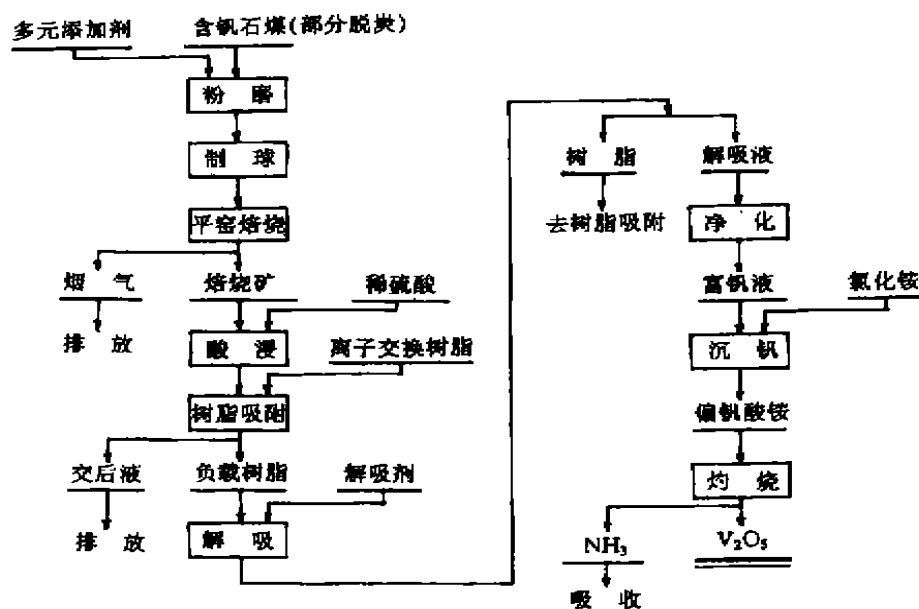 多元添加剂
含钒石煤(部分脱炭)
粉 磨
制 球
平窑焙烧
烟 气
焙烧矿
稀硫酸
排 放
酸 浸
离子交换树脂
树脂吸附
交后液
负载树脂
解吸剂
排 放
解 吸
树 脂
解吸液
去树脂吸附
净 化
富钒液
氯化铵
沉 钒
偏钒酸铵
灼 烧
NH₃
V₂O₅
吸 收